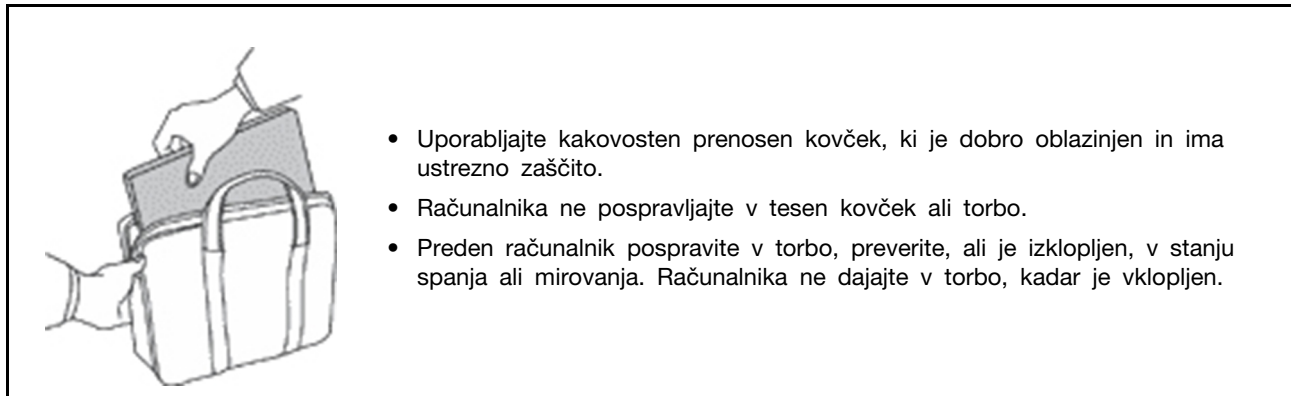 • Uporabljajte kakovosten prenosen kovček, ki je dobro oblazinjen in ima
ustrezno zaščito.
• Računalnika ne pospravljajte v tesen kovček ali torbo.
• Preden računalnik pospravite v torbo, preverite, ali je izklopljen, v stanju
spanja ali mirovanja. Računalnika ne dajajte v torbo, kadar je vklopljen.